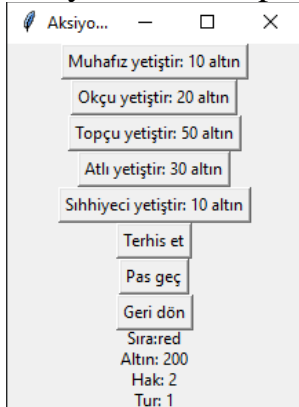 Aksiyo...
Muhafız yetiştir: 10 altın
Okçu yetiştir: 20 altın
Topçu yetiştir: 50 altın
Atlı yetiştir: 30 altın
Sıhhiyeci yetiştir: 10 altın
Terhis et
Pas geç
Geri dön
Sıra:red
Altın: 200
Hak: 2
Tur: 1